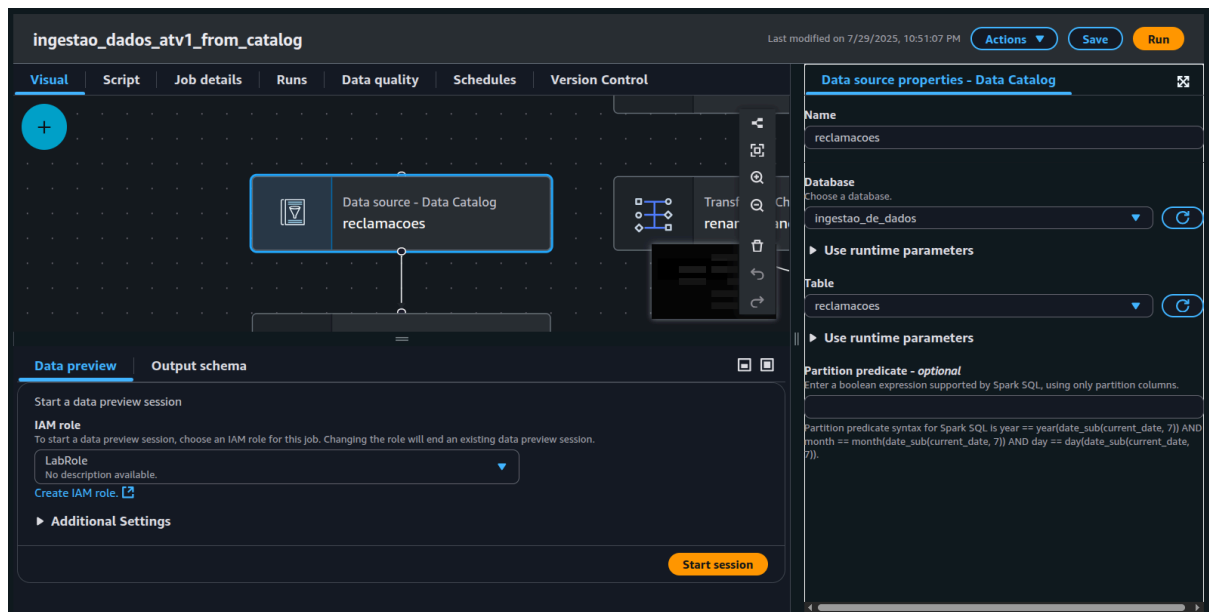 ingestao_dados_atv1_from_catalog
Last modified on 7/29/2025, 10:51:07 PM
Actions
Save
Run
Visual
Script
Job details
Runs
Data quality
Schedules
Version Control
Data source - Data Catalog
reclamacoes
Data preview
Output schema
Start a data preview session
IAM role
To start a data preview session, choose an IAM role for this job. Changing the role will end an existing data preview session.
LabRole
No description available.
Create IAM role.
Additional Settings
Start session
Data source properties - Data Catalog
Name
reclamacoes
Database
Choose a database.
ingestao_de_dados
Use runtime parameters
Table
reclamacoes
Use runtime parameters
Partition predicate - optional
Enter a boolean expression supported by Spark SQL, using only partition columns.
Partition predicate syntax for Spark SQL is year == year(date_sub(current_date, 7)) AND
month == month(date_sub(current_date, 7)) AND day == day(date_sub(current_date,
7)).